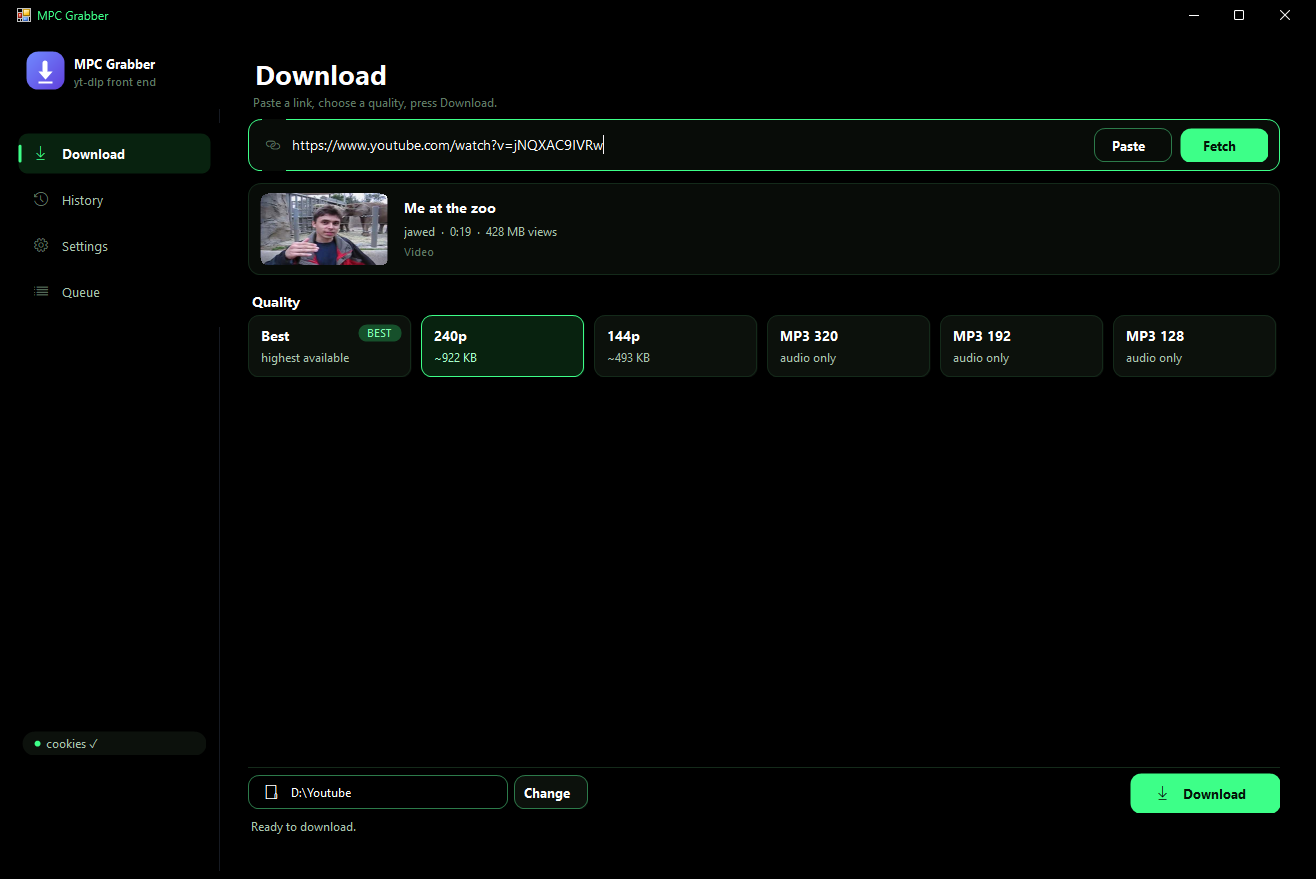 MPC Grabber
MPC Grabber
yt-dlp front end
Download
History
Settings
Queue
cookies ✓
Download
Paste a link, choose a quality, press Download.
https://www.youtube.com/watch?v=jNQXAC9IVRw
Paste
Fetch
Me at the zoo
jawed · 0:19 · 428 MB views
Video
Quality
Best BEST
highest available
240p
~922 KB
144p
~493 KB
MP3 320
audio only
MP3 192
audio only
MP3 128
audio only
D:\Youtube
Change
Download
Ready to download.